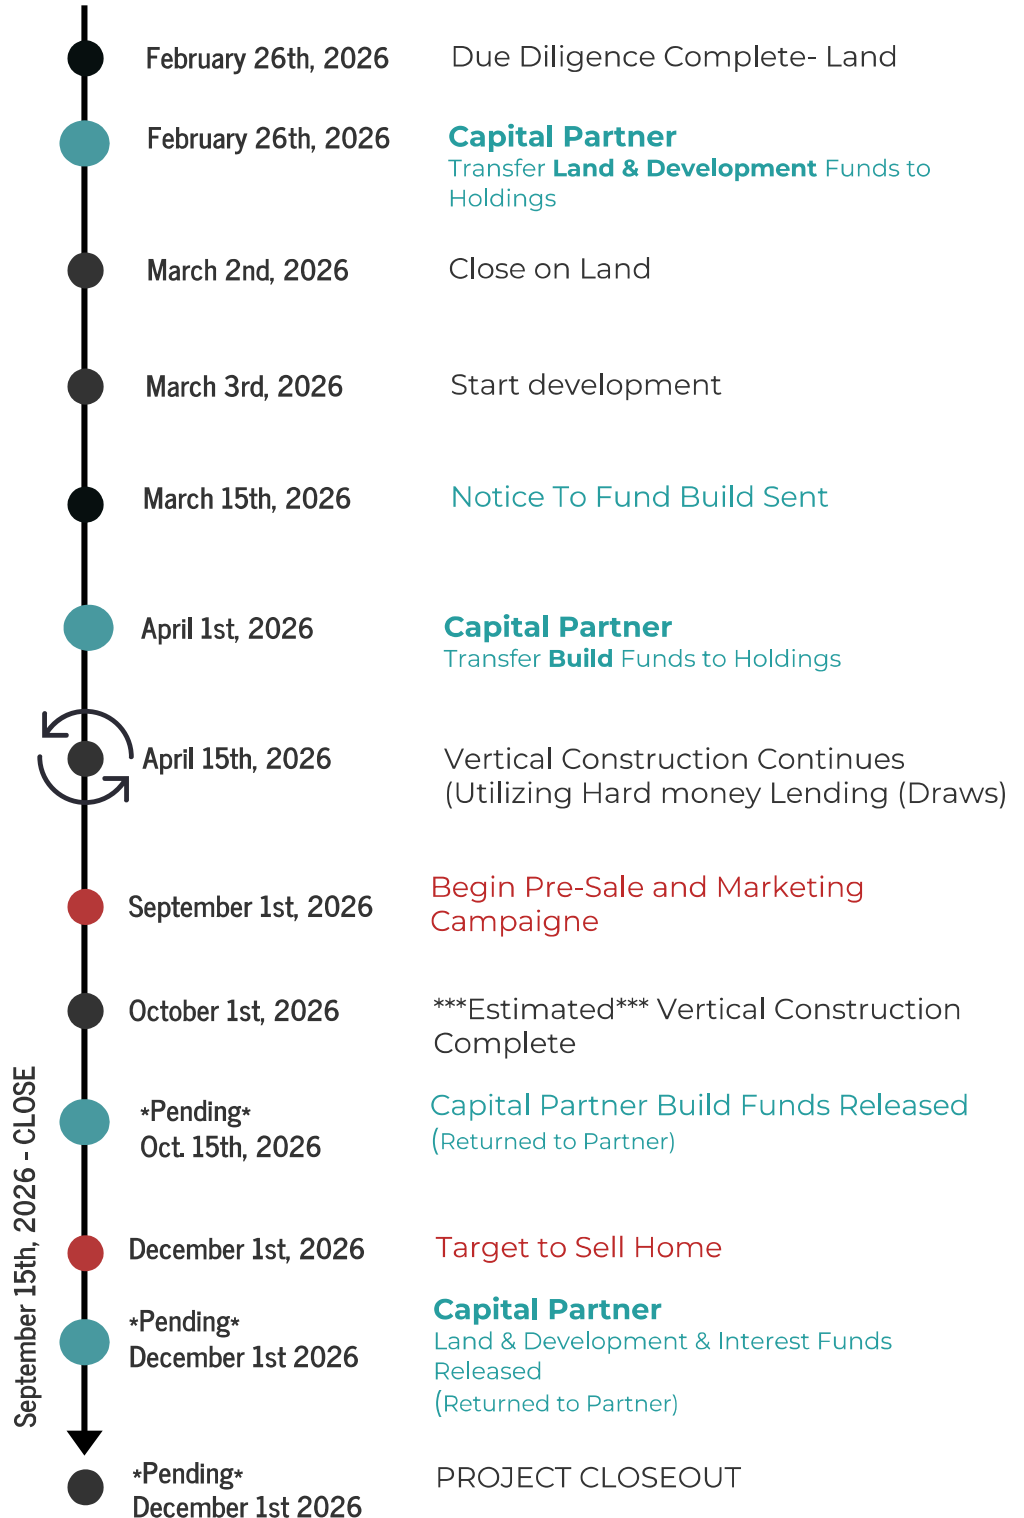 February 26th, 2026
Due Diligence Complete- Land
February 26th, 2026
Capital Partner
Transfer Land & Development Funds to
Holdings
March 2nd, 2026
Close on Land
March 3rd, 2026
Start development
March 15th, 2026
Notice To Fund Build Sent
April 1st, 2026
Capital Partner
Transfer Build Funds to Holdings
April 15th, 2026
Vertical Construction Continues
(Utilizing Hard money Lending (Draws)
September 1st, 2026
Begin Pre-Sale and Marketing
Campaigne
October 1st, 2026
***Estimated*** Vertical Construction
Complete
September 15th, 2026 - CLOSE
*Pending*
Oct. 15th, 2026
Capital Partner Build Funds Released
(Returned to Partner)
December 1st, 2026
Target to Sell Home
*Pending*
December 1st 2026
Capital Partner
Land & Development & Interest Funds
Released
(Returned to Partner)
*Pending*
December 1st 2026
PROJECT CLOSEOUT